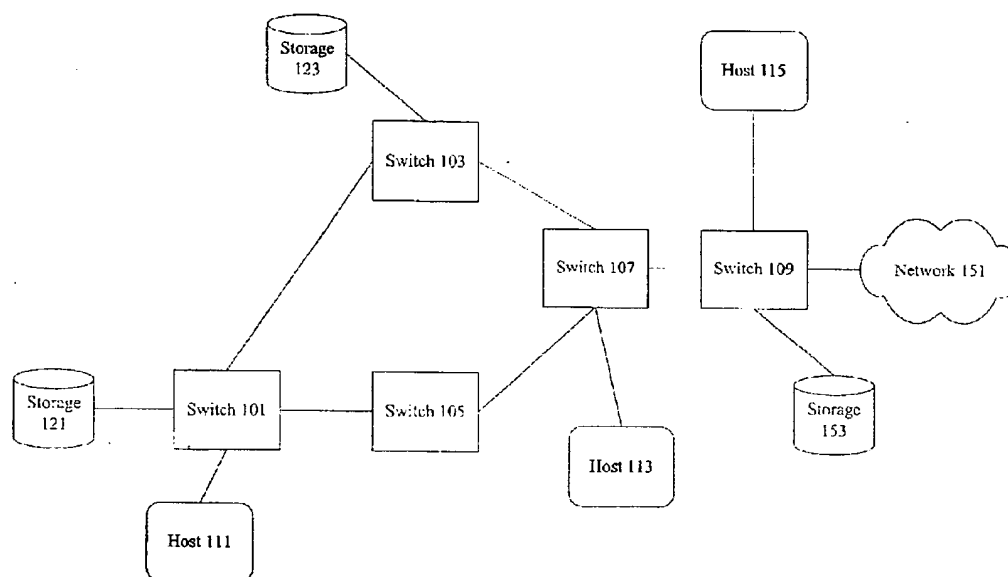 Storage
123
Host 115
Switch 103
Switch 107
Switch 109
Network 151
Storage
121
Switch 101
Switch 105
Storage
153
Host 113
Host 111